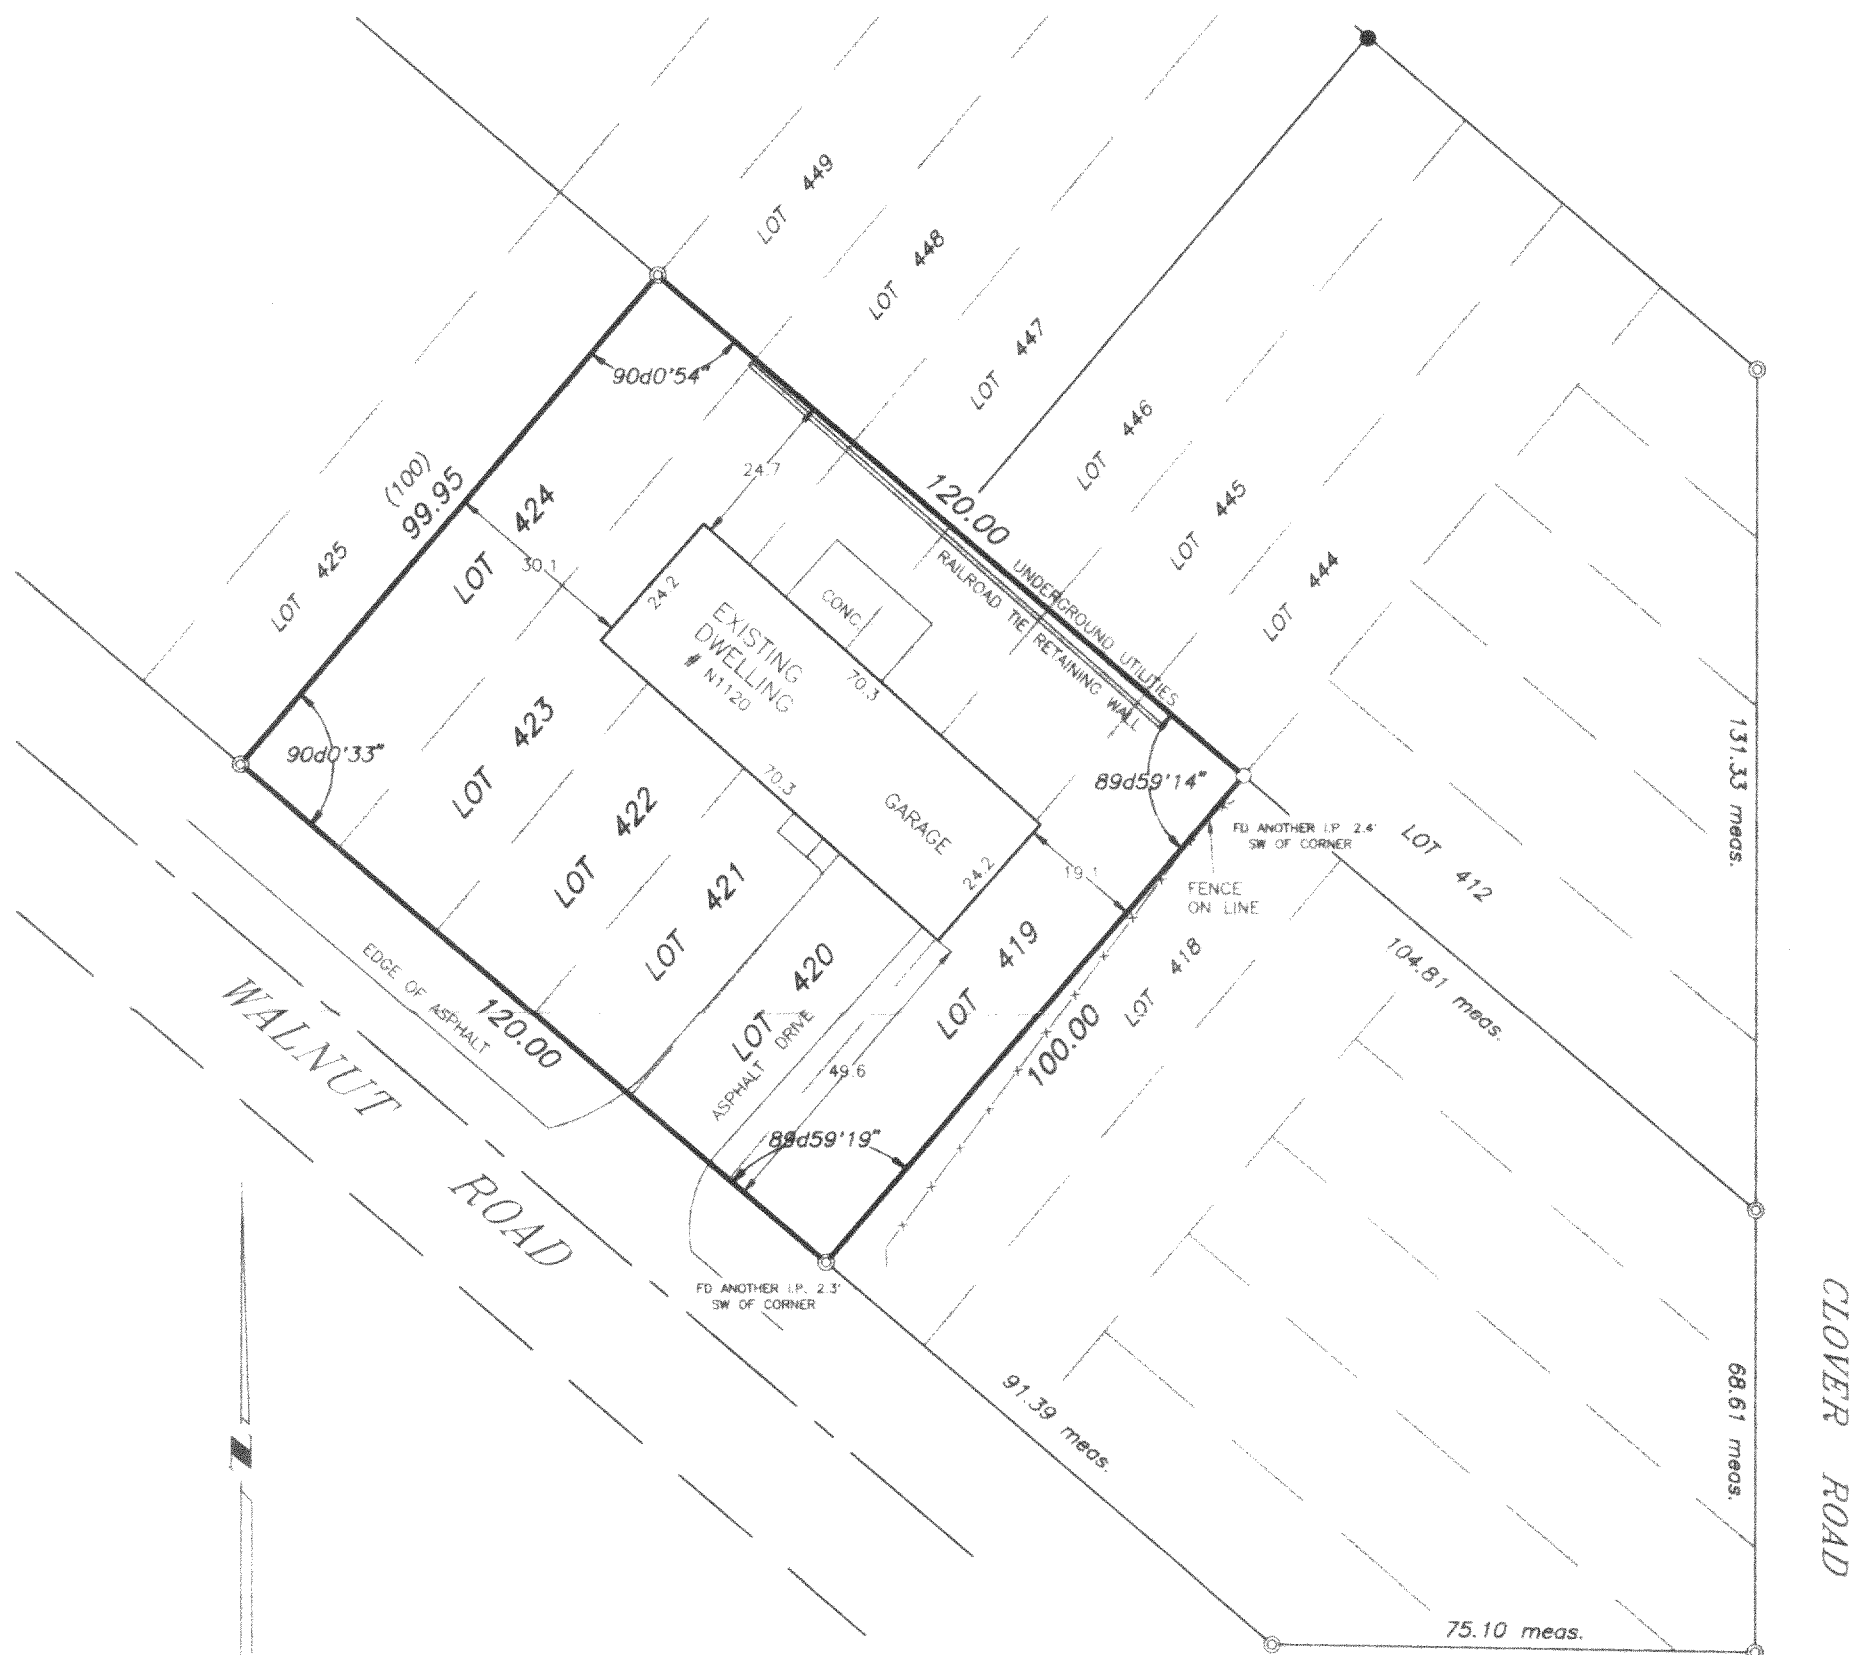 LOT 449
LOT 448
LOT 447
LOT 446
LOT 445
LOT 444
90d0'54"
24.7
(100)
99.95
LOT 425
LOT 424
30.1
24.2
EXISTING
DWELLING
# N1120
CONC.
70.3
120.00
UNDERGROUND UTILITIES
RAILROAD TIE RETAINING WALL
90d0'33"
LOT 423
LOT 422
LOT 421
LOT 420
LOT 419
70.3
GARAGE
24.2
19.1
89d59'14"
FD ANOTHER I.P. 2.4'
SW OF CORNER
FENCE
ON LINE
LOT 418
LOT 412
131.33 meas.
104.81 meas.
100.00
EDGE OF ASPHALT
120.00
ASPHALT DRIVE
49.6
89d59'19"
FD ANOTHER I.P. 2.3'
SW OF CORNER
WALNUT ROAD
91.39 meas.
68.61 meas.
75.10 meas.
CLOVER ROAD
N